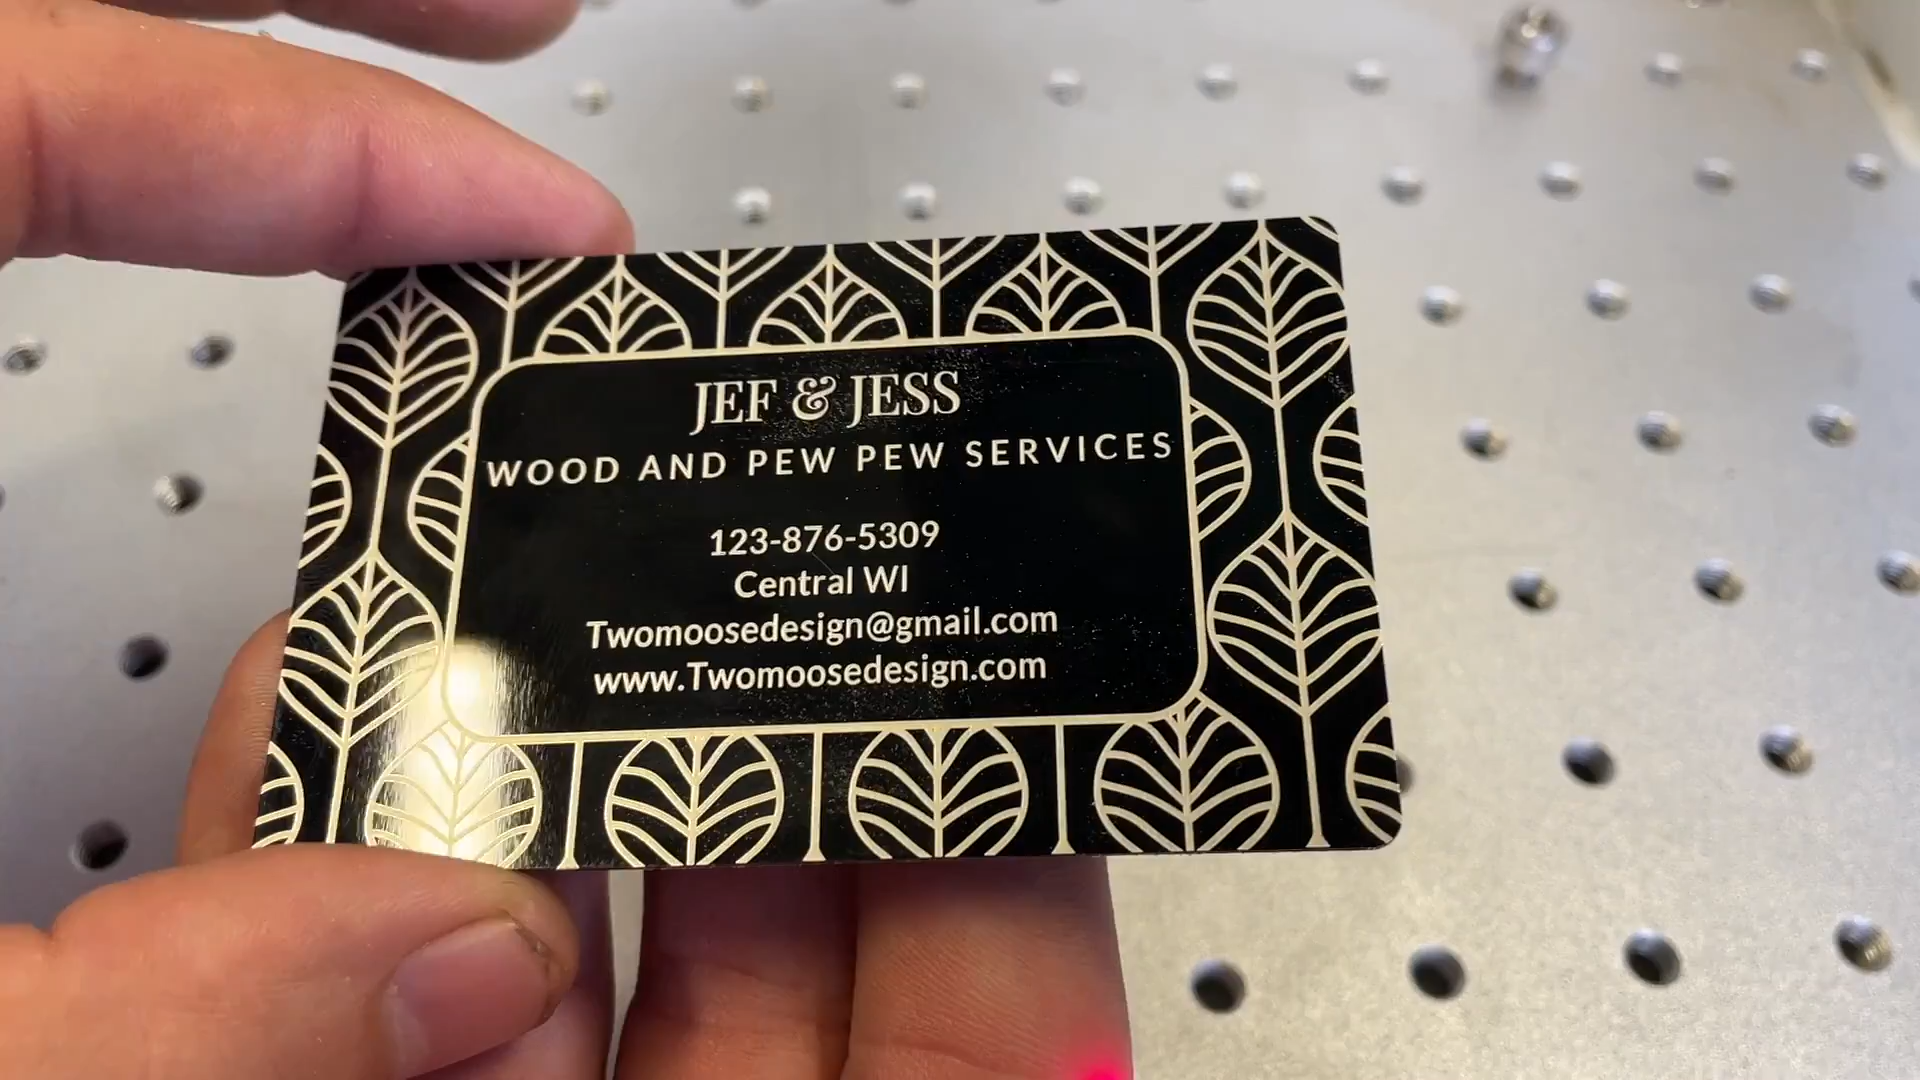 JEF & JESS
WOOD AND PEW PEW SERVICES
123-876-5309
Central WI
Twomoosedesign@gmail.com
www.Twomoosedesign.com